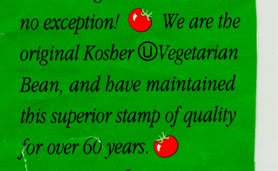 no exception! We are the
original Kosher ⓊVegetarian
Bean, and have maintained
this superior stamp of quality
for over 60 years.